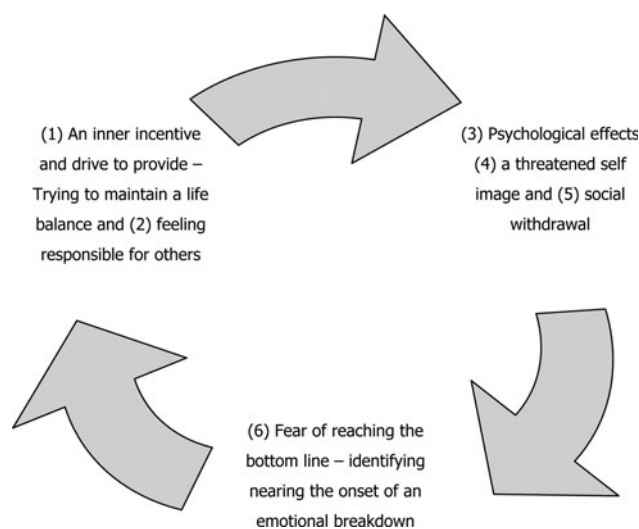 (1) An inner incentive
and drive to provide –
Trying to maintain a life
balance and (2) feeling
responsible for others
(3) Psychological effects
(4) a threatened self
image and (5) social
withdrawal
(6) Fear of reaching the
bottom line – identifying
nearing the onset of an
emotional breakdown